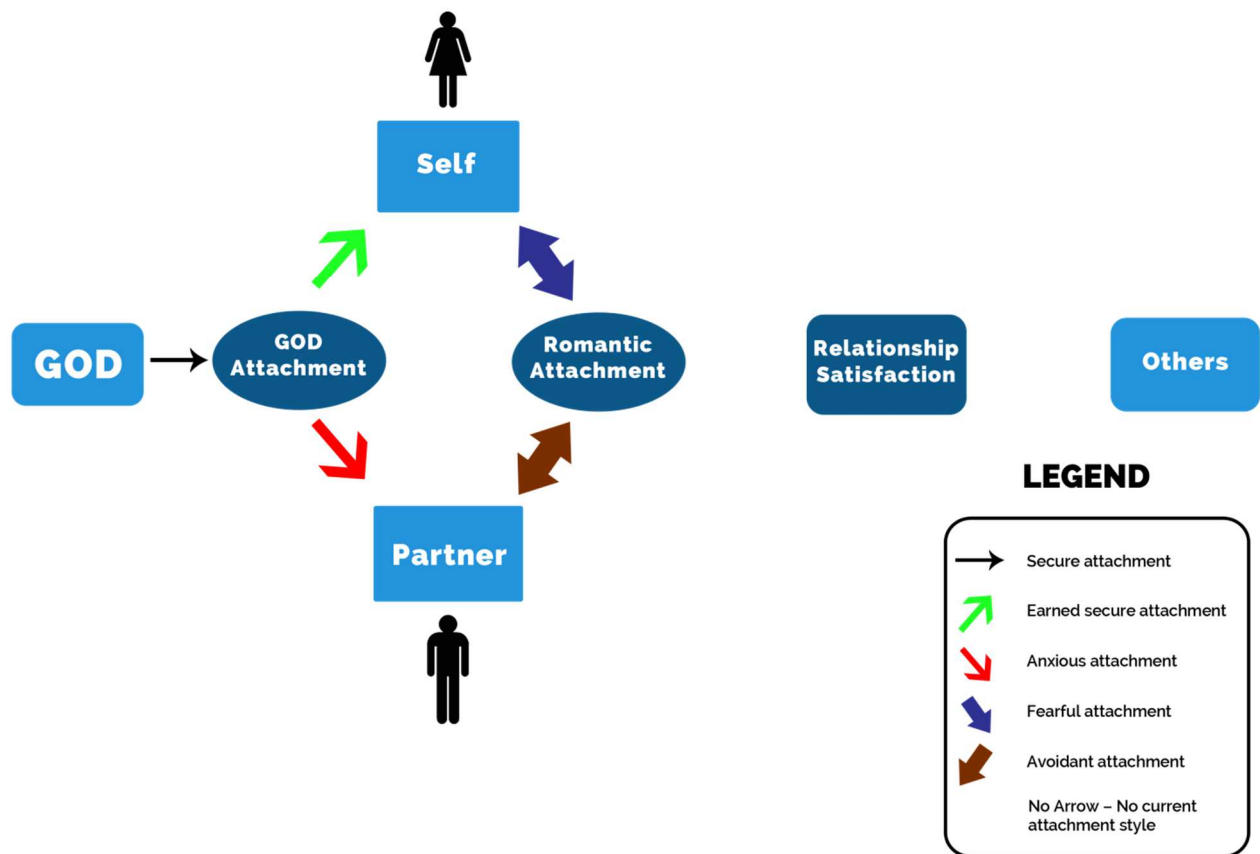 Self
GOD
GOD
Attachment
Romantic
Attachment
Relationship
Satisfaction
Others
Partner
LEGEND
Secure attachment
Earned secure attachment
Anxious attachment
Fearful attachment
Avoidant attachment
No Arrow – No current
attachment style